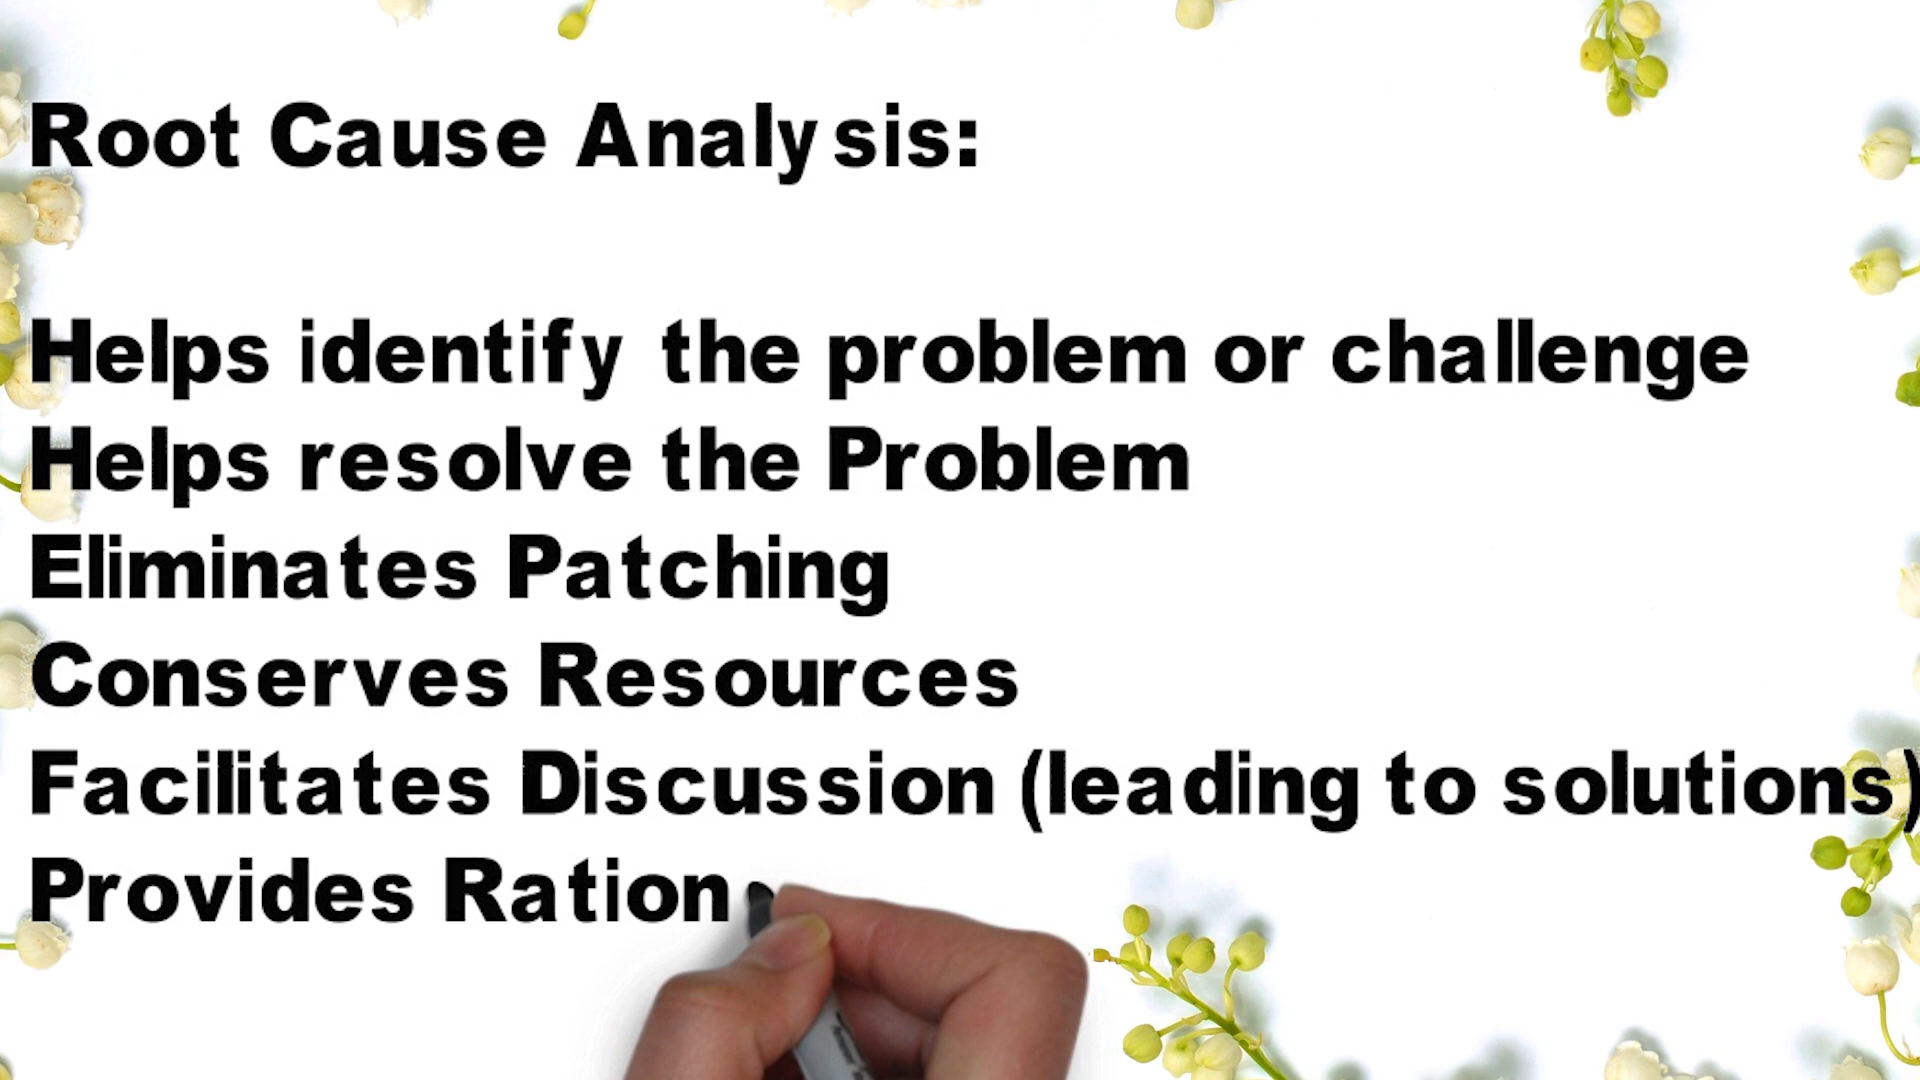 Root Cause Analysis:
Helps identify the problem or challenge
Helps resolve the Problem
Eliminates Patching
Conserves Resources
Facilitates Discussion (leading to solutions)
Provides Ration